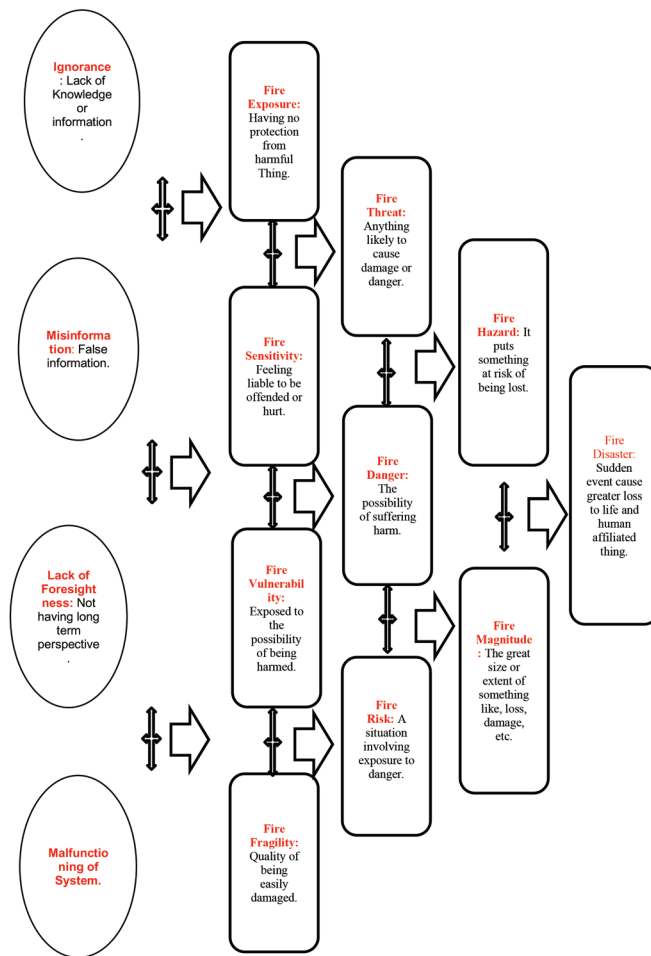 Ignorance
: Lack of
Knowledge
or
information
.
Misinforma
tion: False
information.
Lack of
Foresight
ness: Not
having long
term
perspective
.
Malfunctio
ning of
System.
Fire
Exposure:
Having no
protection
from
harmful
Thing.
Fire
Sensitivity:
Feeling
liable to be
offended or
hurt.
Fire
Vulnerabil
ity:
Exposed to
the
possibility
of being
harmed.
Fire
Fragility:
Quality of
being
easily
damaged.
Fire
Threat:
Anything
likely to
cause
damage or
danger.
Fire
Danger:
The
possibility
of suffering
harm.
Fire
Risk: A
situation
involving
exposure to
danger.
Fire
Hazard: It
puts
something
at risk of
being lost.
Fire
Magnitude
: The great
size or
extent of
something
like, loss,
damage,
etc.
Fire
Disaster:
Sudden
event cause
greater loss
to life and
human
affiliated
thing.